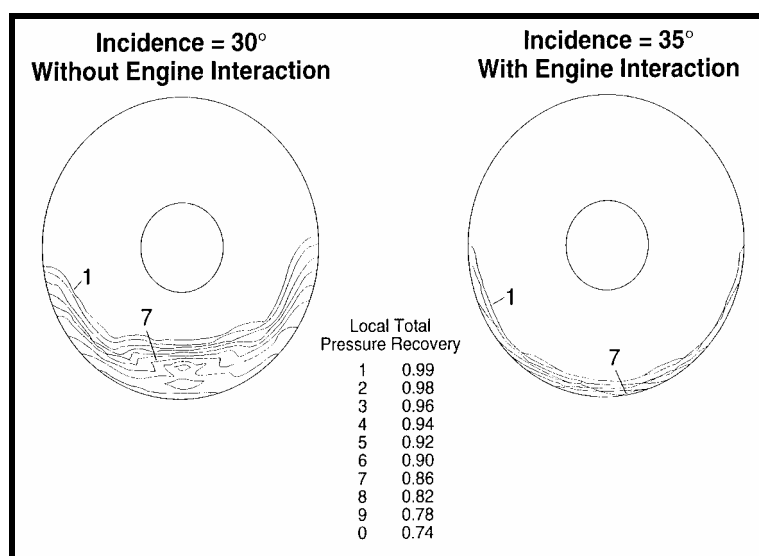 Incidence = 30°
Without Engine Interaction
Incidence = 35°
With Engine Interaction
1
7
1
7
Local Total
Pressure Recovery
1 0.99
2 0.98
3 0.96
4 0.94
5 0.92
6 0.90
7 0.86
8 0.82
9 0.78
0 0.74